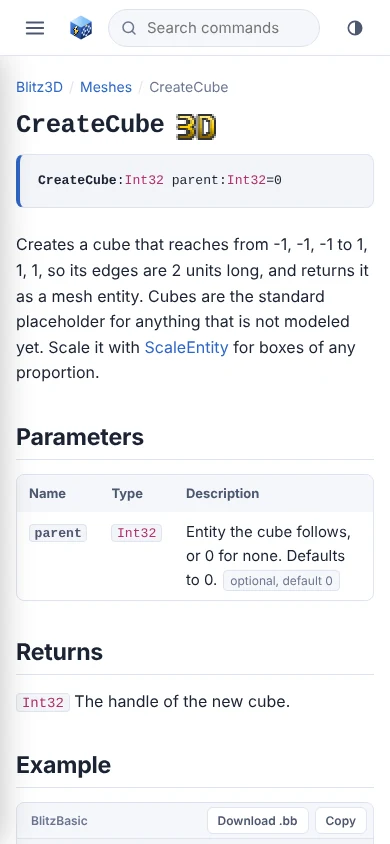 Search commands
Blitz3D / Meshes / CreateCube
CreateCube 3D
CreateCube:Int32 parent:Int32=0
Creates a cube that reaches from -1, -1, -1 to 1,
1, 1, so its edges are 2 units long, and returns it
as a mesh entity. Cubes are the standard
placeholder for anything that is not modeled
yet. Scale it with ScaleEntity for boxes of any
proportion.
Parameters
Name Type Description
parent Int32 Entity the cube follows,
or 0 for none. Defaults
to 0. optional, default 0
Returns
Int32 The handle of the new cube.
Example
BlitzBasic Download .bb Copy